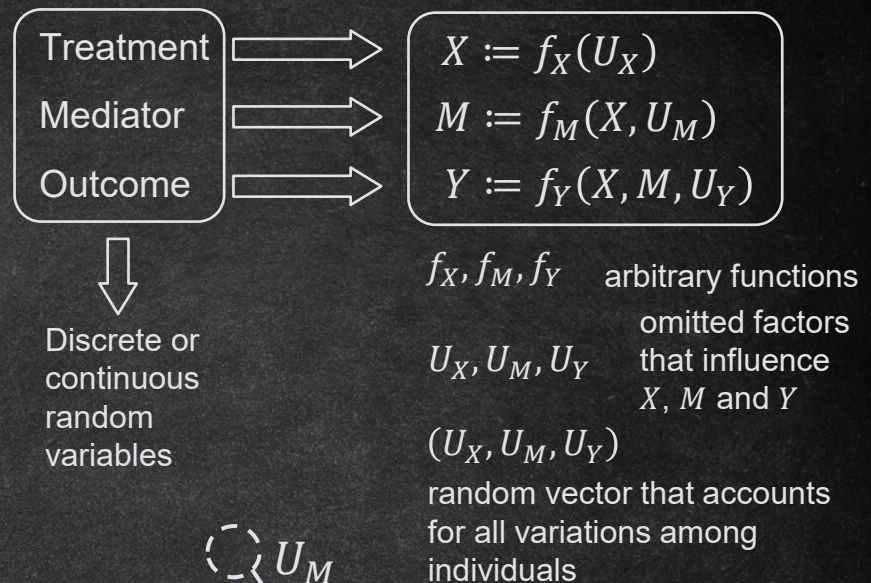 Treatment
Mediator
Outcome
X := f_X(U_X)
M := f_M(X, U_M)
Y := f_Y(X, M, U_Y)
Discrete or
continuous
random
variables
f_X, f_M, f_Y arbitrary functions
omitted factors
U_X, U_M, U_Y that influence
X, M and Y
(U_X, U_M, U_Y)
random vector that accounts
for all variations among
individuals
U_M